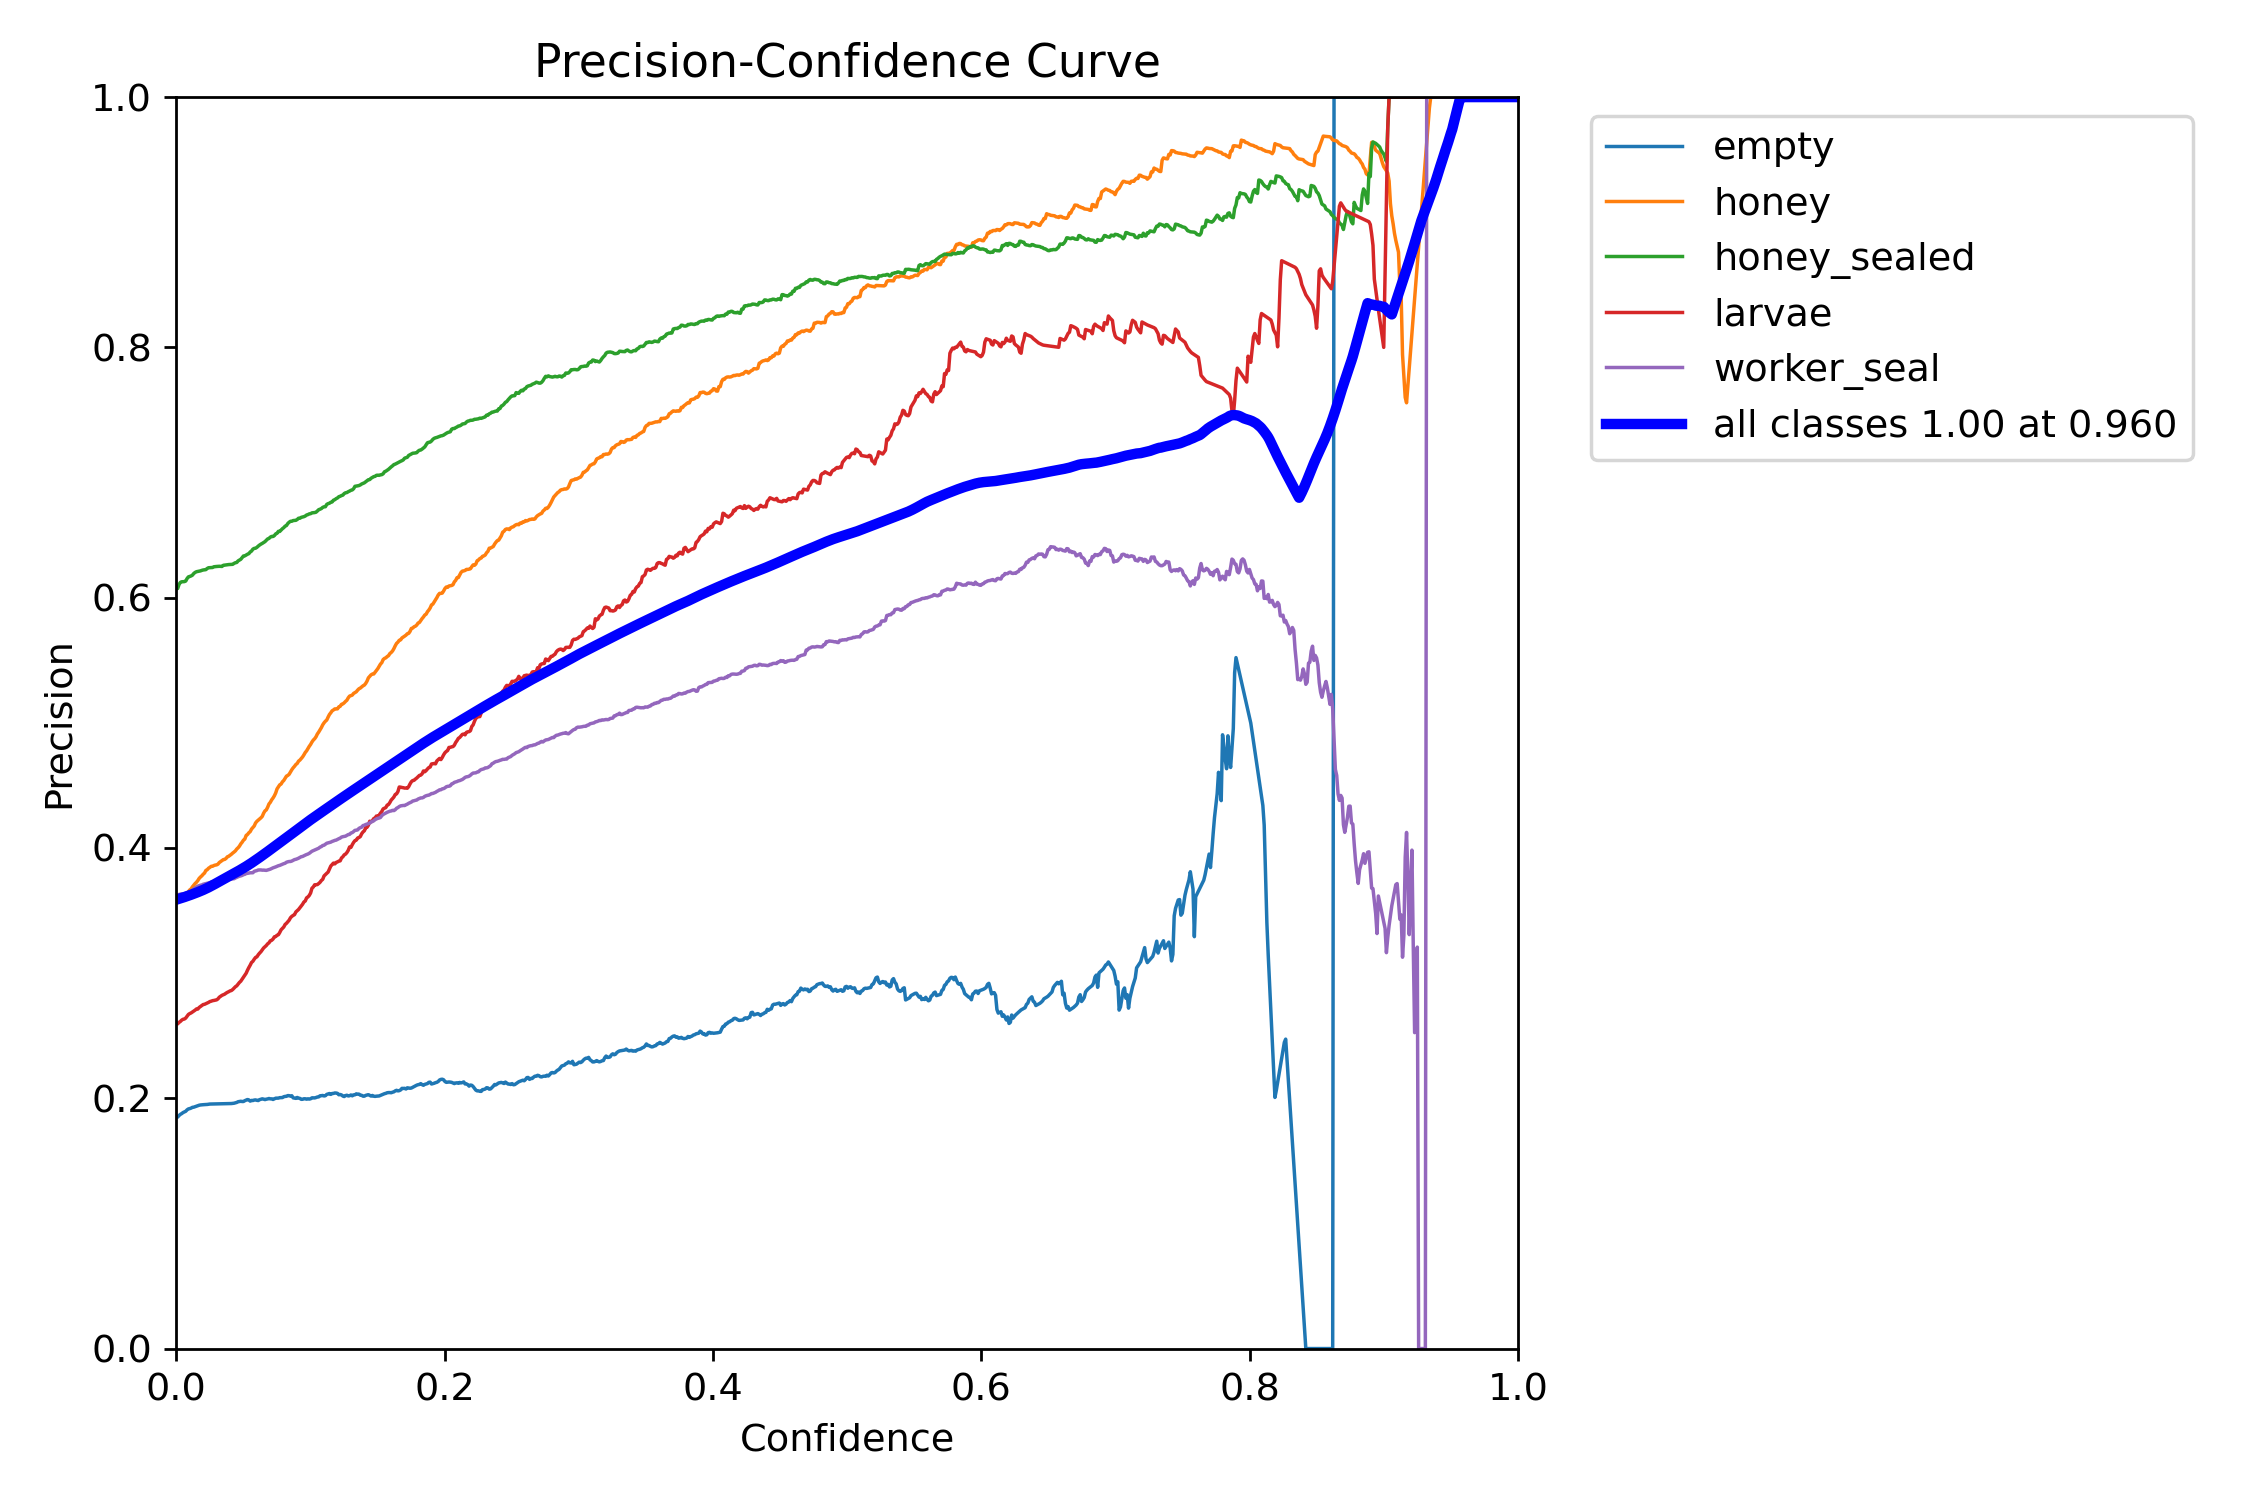 Precision-Confidence Curve
1.0
0.8
0.6
0.4
0.2
0.0
Precision
0.0 0.2 0.4 0.6 0.8 1.0
Confidence
empty
honey
honey_sealed
larvae
worker_seal
all classes 1.00 at 0.960